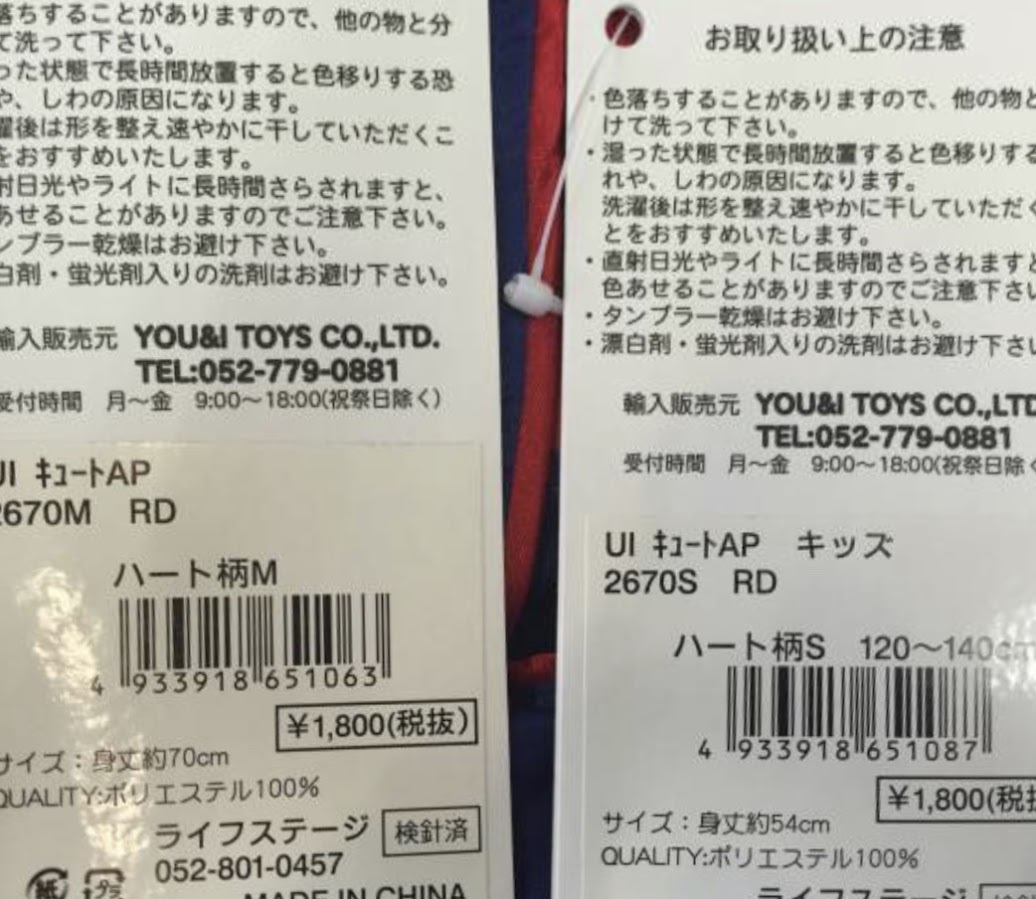 落ちすることがありますので、他の物と分
て洗って下さい。
った状態で長時間放置すると色移りする恐
や、しわの原因になります。
濯後は形を整え速やかに干していただくこ
をおすすめいたします。
射日光やライトに長時間さらされますと、
あせることがありますのでご注意下さい。
ンブラー乾燥はお避け下さい。
白剤・蛍光剤入りの洗剤はお避け下さい。
輸入販売元 YOU&I TOYS CO.,LTD.
TEL:052-779-0881
受付時間 月～金 9:00～18:00(祝祭日除く)
UI ｷｭｰﾄAP
2670M RD
ハート柄M
4 933918 651063
￥1,800(税抜)
サイズ：身丈約70cm
QUALITY:ポリエステル100%
ライフステージ 検針済
052-801-0457
MADE IN CHINA
紙 プラ
お取り扱い上の注意
・色落ちすることがありますので、他の物と
けて洗って下さい。
・湿った状態で長時間放置すると色移りする
れや、しわの原因になります。
洗濯後は形を整え速やかに干していただく
とをおすすめいたします。
・直射日光やライトに長時間さらされますと
色あせることがありますのでご注意下さい
・タンブラー乾燥はお避け下さい。
・漂白剤・蛍光剤入りの洗剤はお避け下さい
輸入販売元 YOU&I TOYS CO.,LTD
TEL:052-779-0881
受付時間 月～金 9:00～18:00(祝祭日除く
UI ｷｭｰﾄAP キッズ
2670S RD
ハート柄S 120～140cm
4 933918 651087
￥1,800(税抜
サイズ：身丈約54cm
QUALITY:ポリエステル100%
ライフステージ